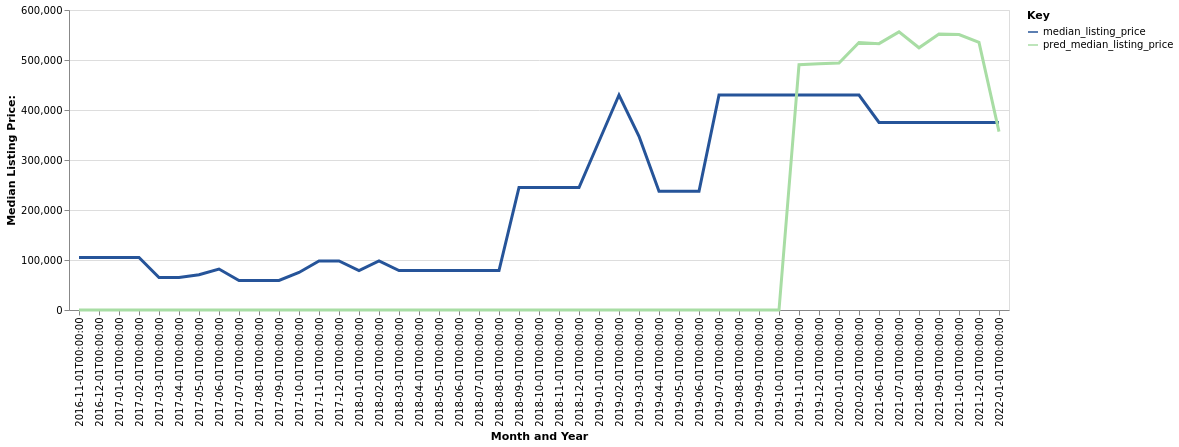 600,000
500,000
400,000
300,000
200,000
100,000
0
Median Listing Price:
2016-11-01T00:00:00
2016-12-01T00:00:00
2017-01-01T00:00:00
2017-02-01T00:00:00
2017-03-01T00:00:00
2017-04-01T00:00:00
2017-05-01T00:00:00
2017-06-01T00:00:00
2017-07-01T00:00:00
2017-08-01T00:00:00
2017-09-01T00:00:00
2017-10-01T00:00:00
2017-11-01T00:00:00
2017-12-01T00:00:00
2018-01-01T00:00:00
2018-02-01T00:00:00
2018-03-01T00:00:00
2018-04-01T00:00:00
2018-05-01T00:00:00
2018-06-01T00:00:00
2018-07-01T00:00:00
2018-08-01T00:00:00
2018-09-01T00:00:00
2018-10-01T00:00:00
2018-11-01T00:00:00
2018-12-01T00:00:00
2019-01-01T00:00:00
2019-02-01T00:00:00
2019-03-01T00:00:00
2019-04-01T00:00:00
2019-05-01T00:00:00
2019-06-01T00:00:00
2019-07-01T00:00:00
2019-08-01T00:00:00
2019-09-01T00:00:00
2019-10-01T00:00:00
2019-11-01T00:00:00
2019-12-01T00:00:00
2020-01-01T00:00:00
2020-02-01T00:00:00
2021-06-01T00:00:00
2021-07-01T00:00:00
2021-08-01T00:00:00
2021-09-01T00:00:00
2021-10-01T00:00:00
2021-12-01T00:00:00
2022-01-01T00:00:00
Month and Year
Key
median_listing_price
pred_median_listing_price